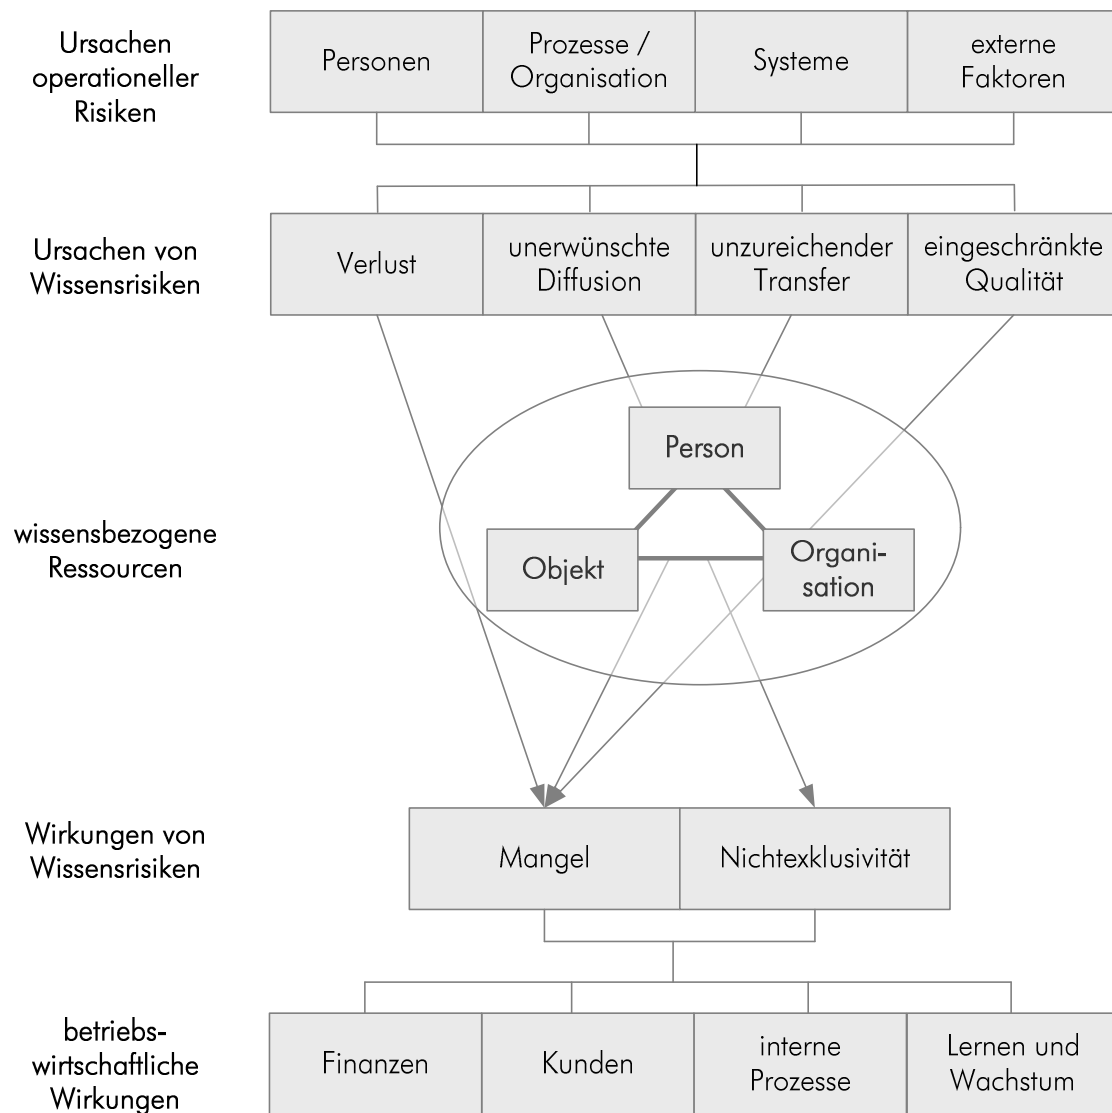 Ursachen
operationeller
Risiken
Personen
Prozesse /
Organisation
Systeme
externe
Faktoren
Ursachen von
Wissensrisiken
Verlust
unerwünschte
Diffusion
unzureichender
Transfer
eingeschränkte
Qualität
wissensbezogene
Ressourcen
Person
Objekt
Organi-
sation
Wirkungen von
Wissensrisiken
Mangel
Nichtexklusivität
betriebs-
wirtschaftliche
Wirkungen
Finanzen
Kunden
interne
Prozesse
Lernen und
Wachstum